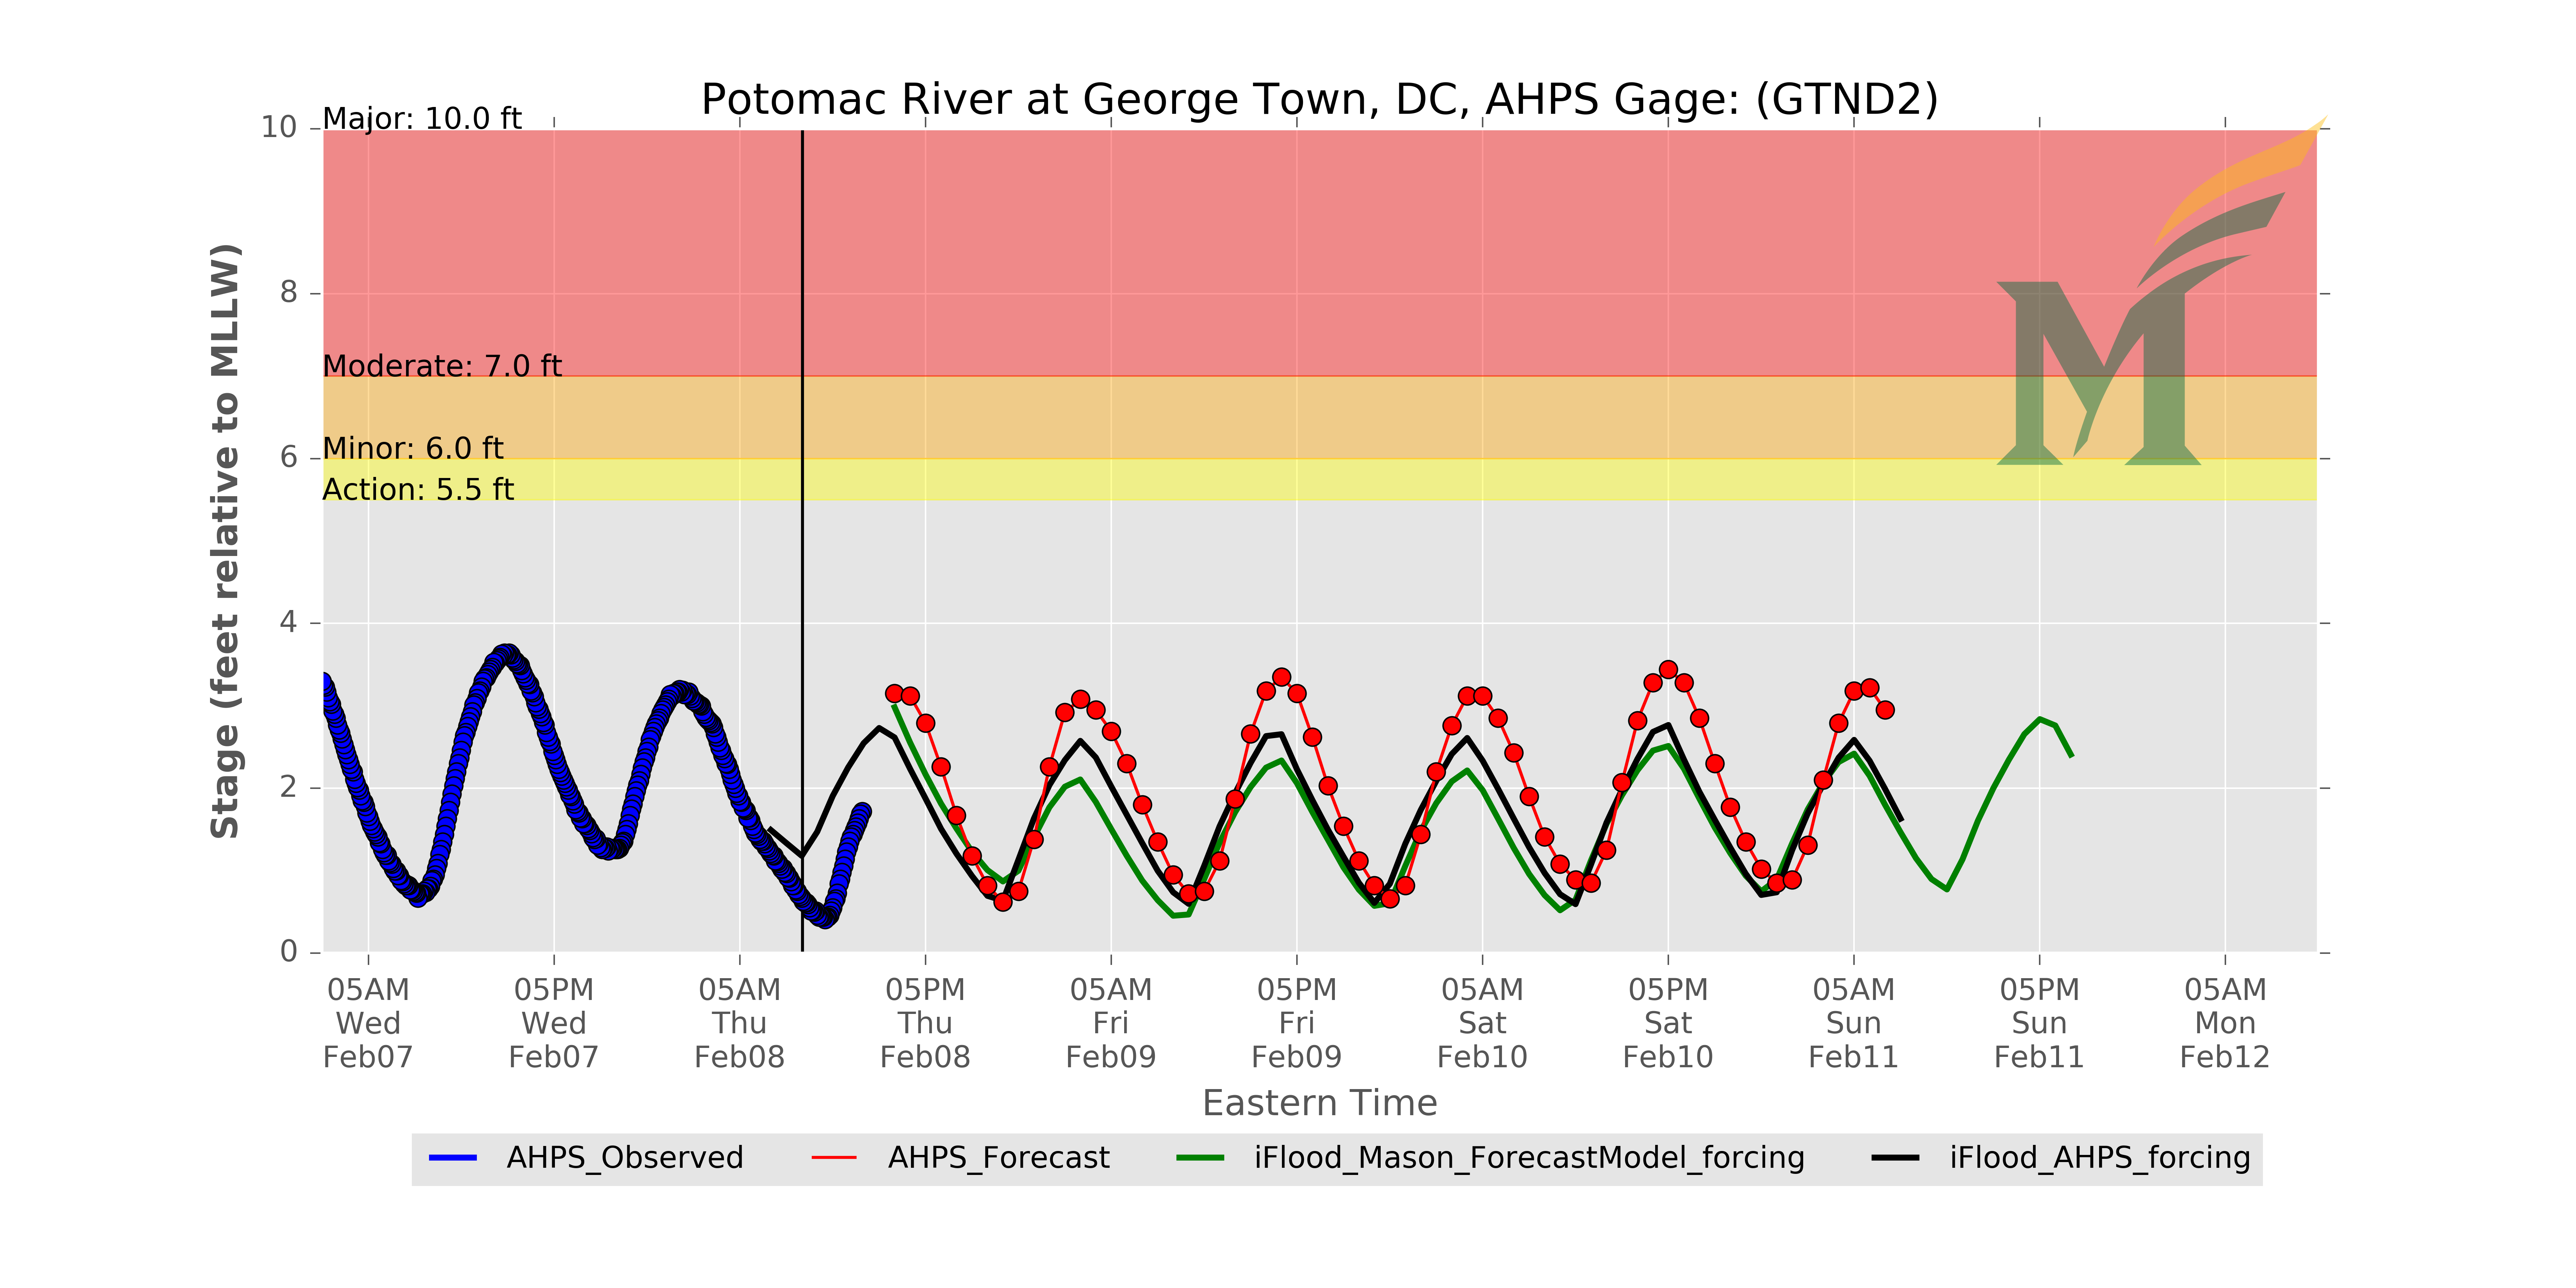 Potomac River at George Town, DC, AHPS Gage: (GTND2)
Major: 10.0 ft
Moderate: 7.0 ft
Minor: 6.0 ft
Action: 5.5 ft
Stage (feet relative to MLLW)
10
8
6
4
2
0
05AM 05PM 05AM 05PM 05AM 05PM 05AM 05PM 05AM 05PM 05AM
Wed Wed Thu Thu Fri Fri Sat Sat Sun Sun Mon
Feb07 Feb07 Feb08 Feb08 Feb09 Feb09 Feb10 Feb10 Feb11 Feb11 Feb12
Eastern Time
AHPS_Observed AHPS_Forecast iFlood_Mason_ForecastModel_forcing iFlood_AHPS_forcing
M